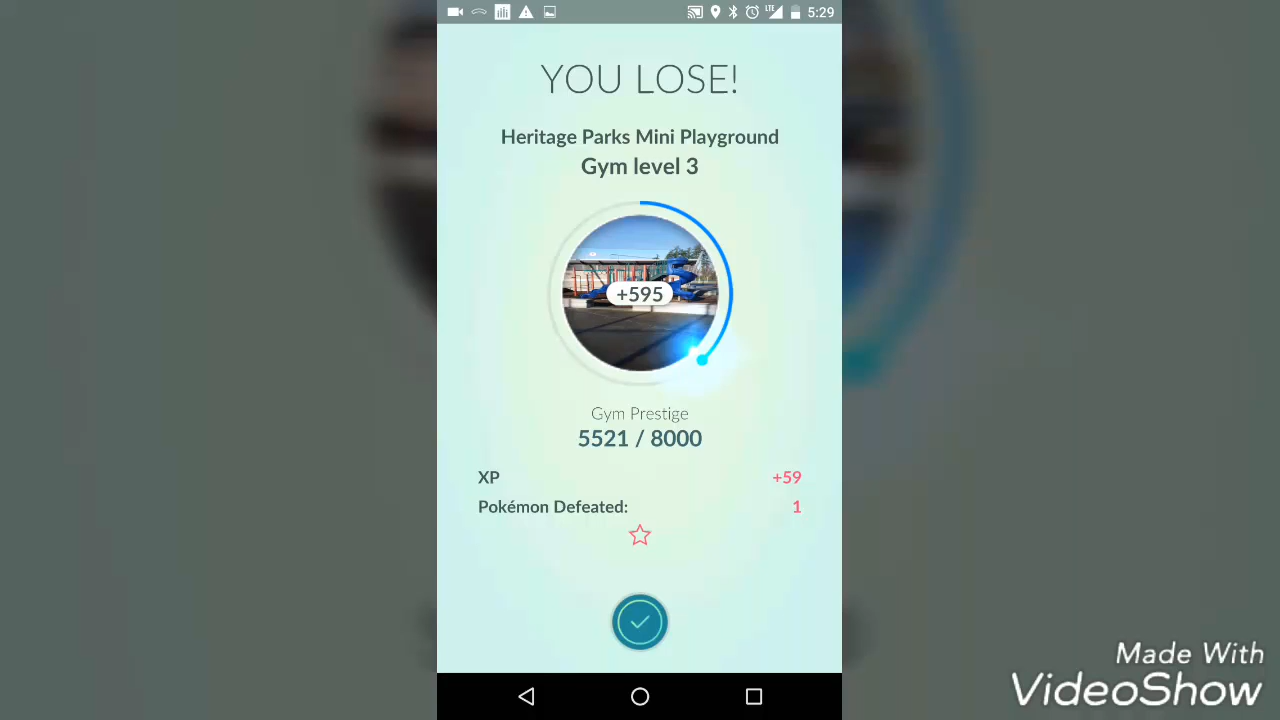 LTE 5:29
YOU LOSE!
Heritage Parks Mini Playground
Gym level 3
+595
Gym Prestige
5521 / 8000
XP +59
Pokémon Defeated: 1
Made With
VideoShow